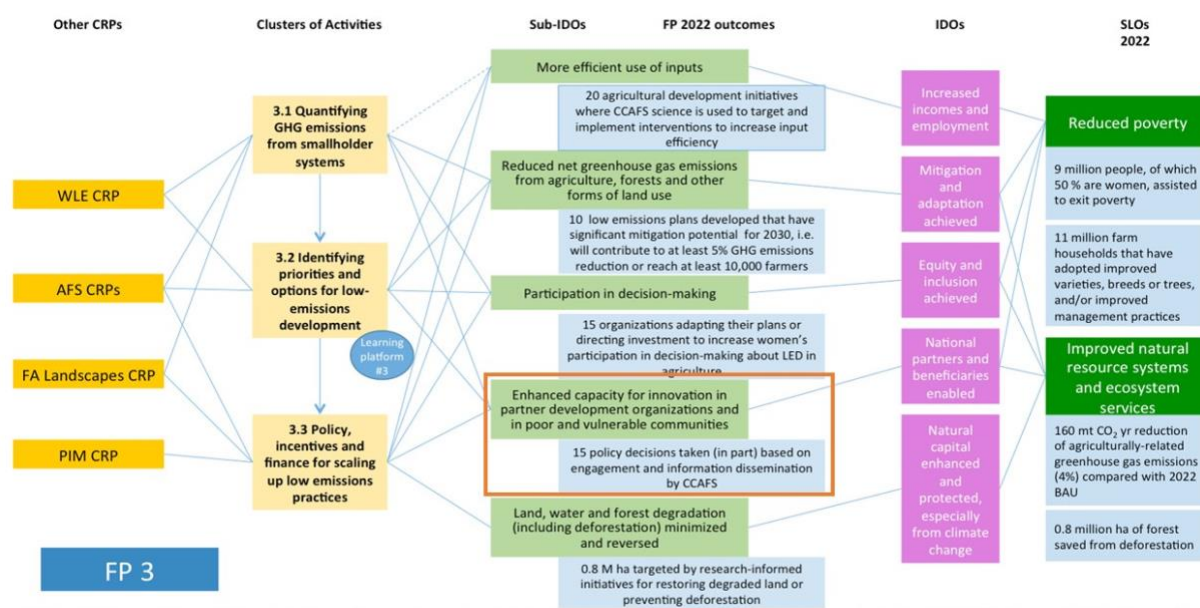 Other CRPs
Clusters of Activities
Sub-IDOs
FP 2022 outcomes
IDOs
SLOs
2022
WLE CRP
AFS CRPs
FA Landscapes CRP
PIM CRP
3.1 Quantifying
GHG emissions
from smallholder
systems
3.2 Identifying
priorities and
options for low-
emissions
development
Learning
platform
#3
3.3 Policy,
incentives and
finance for scaling
up low emissions
practices
More efficient use of inputs
20 agricultural development initiatives
where CCAFS science is used to target and
implement interventions to increase input
efficiency
Reduced net greenhouse gas emissions
from agriculture, forests and other
forms of land use
10 low emissions plans developed that have
significant mitigation potential for 2030, i.e.
will contribute to at least 5% GHG emissions
reduction or reach at least 10,000 farmers
Participation in decision-making
15 organizations adapting their plans or
directing investment to increase women's
participation in decision-making about LED in
agriculture
Enhanced capacity for innovation in
partner development organizations and
in poor and vulnerable communities
15 policy decisions taken (in part) based on
engagement and information dissemination
by CCAFS
Land, water and forest degradation
(including deforestation) minimized
and reversed
0.8 M ha targeted by research-informed
initiatives for restoring degraded land or
preventing deforestation
Increased
incomes and
employment
Mitigation
and
adaptation
achieved
Equity and
inclusion
achieved
National
partners and
beneficiaries
enabled
Natural
capital
enhanced
and
protected,
especially
from climate
change
Reduced poverty
9 million people, of which
50 % are women, assisted
to exit poverty
11 million farm
households that have
adopted improved
varieties, breeds or trees,
and/or improved
management practices
Improved natural
resource systems
and ecosystem
services
160 mt CO₂ yr reduction
of agriculturally-related
greenhouse gas emissions
(4%) compared with 2022
BAU
0.8 million ha of forest
saved from deforestation
FP 3